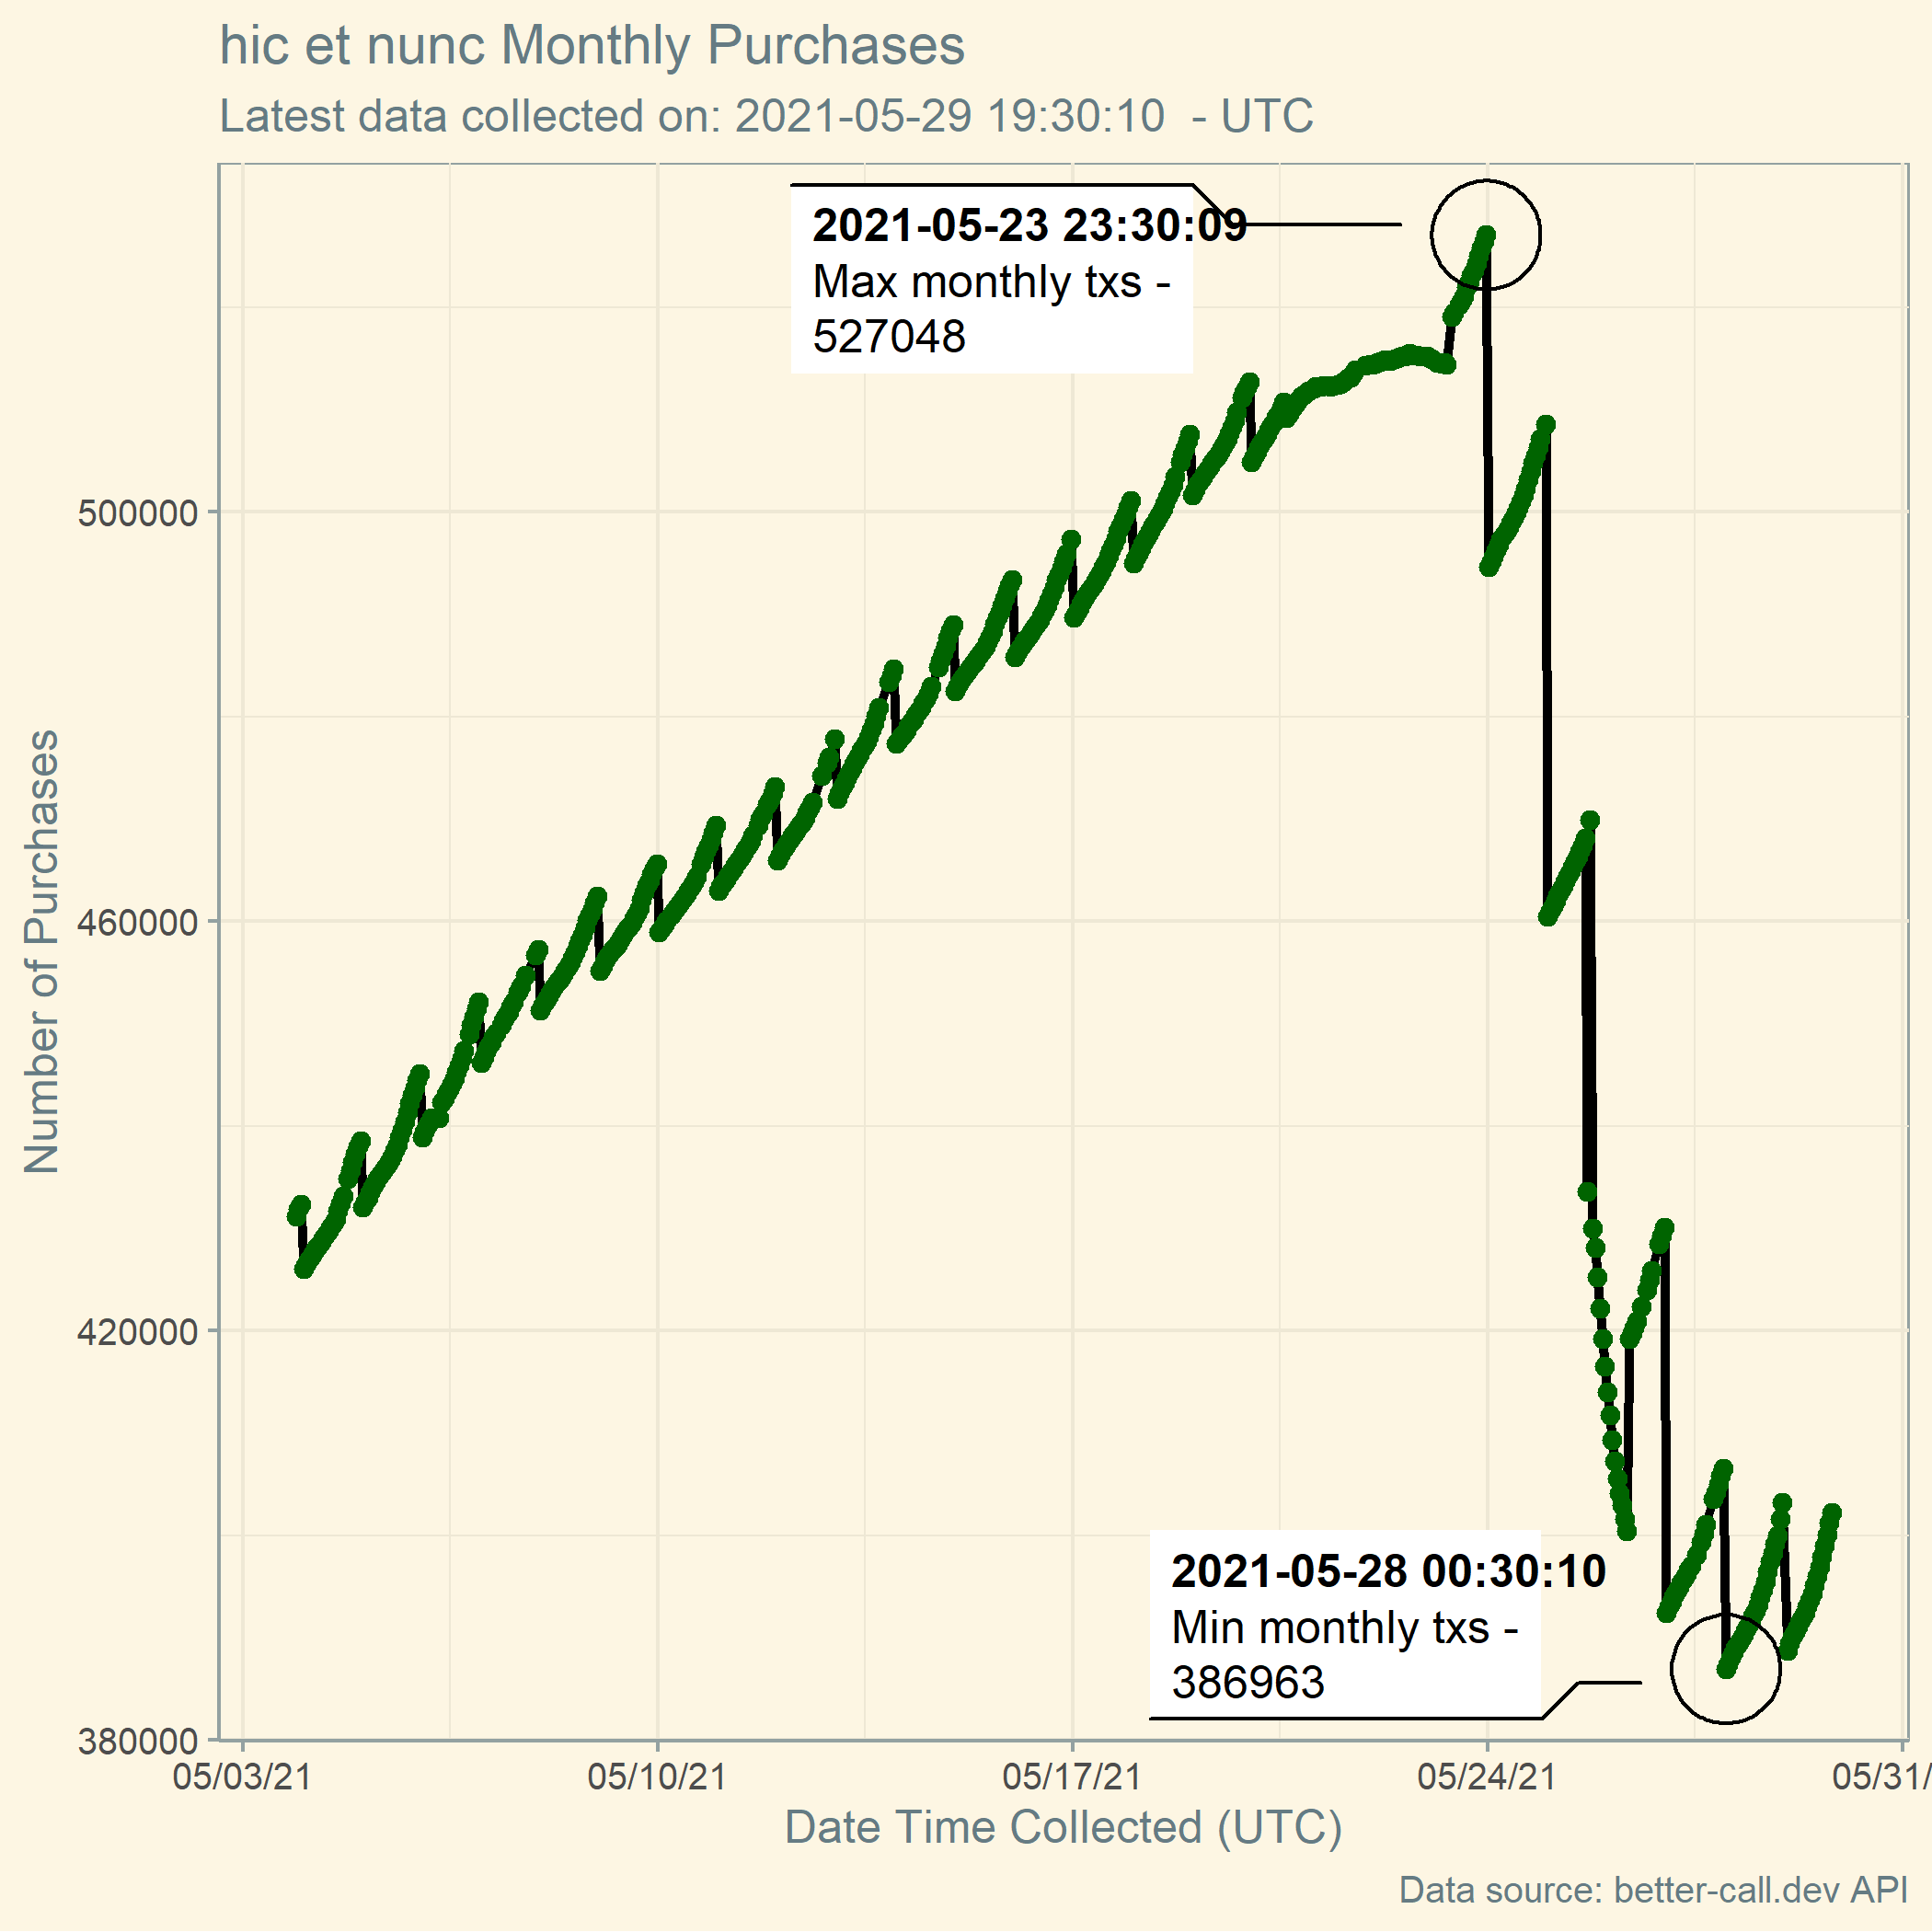 hic et nunc Monthly Purchases
Latest data collected on: 2021-05-29 19:30:10  - UTC
2021-05-23 23:30:09
Max monthly txs -
527048
Number of Purchases
500000
460000
420000
380000
2021-05-28 00:30:10
Min monthly txs -
386963
05/03/21 05/10/21 05/17/21 05/24/21 05/31/
Date Time Collected (UTC)
Data source: better-call.dev API